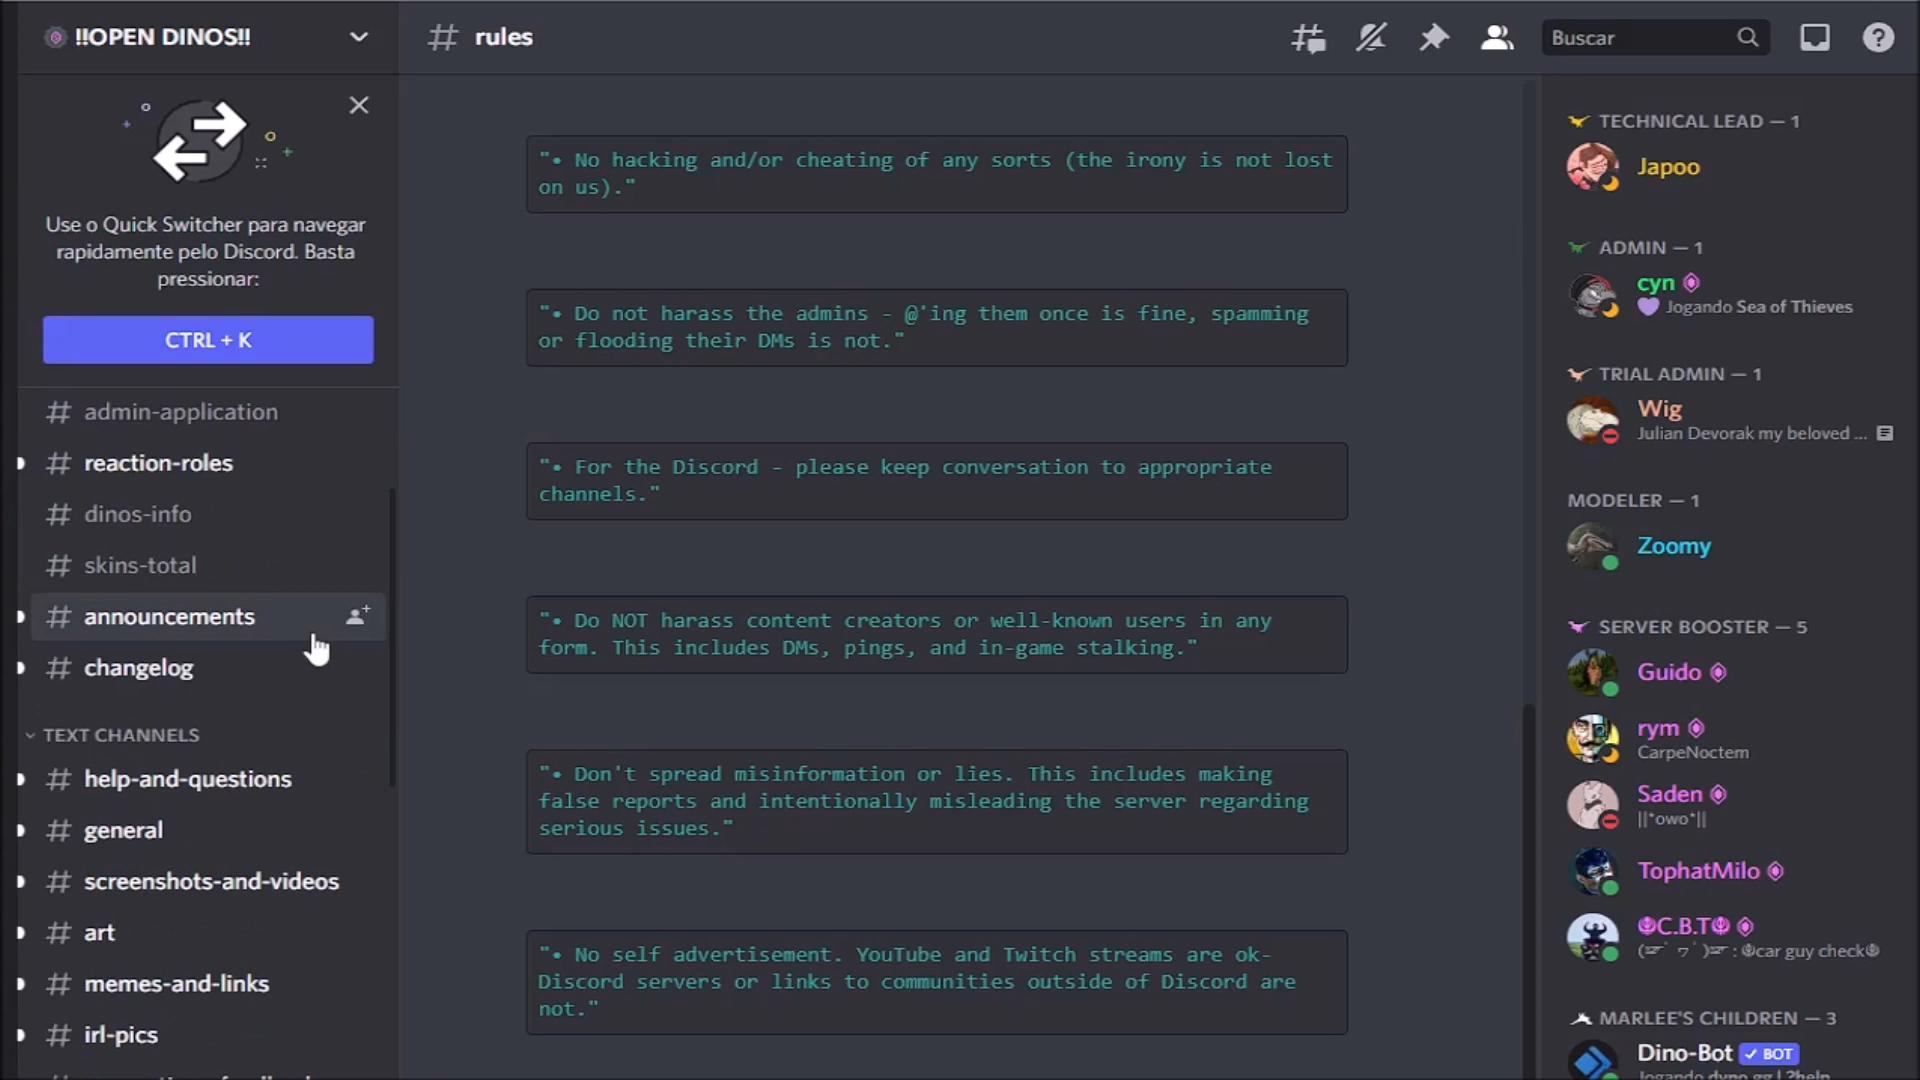 !!OPEN DINOS!!
rules
Buscar
Use o Quick Switcher para navegar
rapidamente pelo Discord. Basta
pressionar:
CTRL + K
admin-application
reaction-roles
dinos-info
skins-total
announcements
changelog
TEXT CHANNELS
help-and-questions
general
screenshots-and-videos
art
memes-and-links
irl-pics
"• No hacking and/or cheating of any sorts (the irony is not lost
on us)."
"• Do not harass the admins - @'ing them once is fine, spamming
or flooding their DMs is not."
"• For the Discord - please keep conversation to appropriate
channels."
"• Do NOT harass content creators or well-known users in any
form. This includes DMs, pings, and in-game stalking."
"• Don't spread misinformation or lies. This includes making
false reports and intentionally misleading the server regarding
serious issues."
"• No self advertisement. YouTube and Twitch streams are ok-
Discord servers or links to communities outside of Discord are
not."
TECHNICAL LEAD — 1
Japoo
ADMIN — 1
cyn
Jogando Sea of Thieves
TRIAL ADMIN — 1
Wig
Julian Devorak my beloved ...
MODELER — 1
Zoomy
SERVER BOOSTER — 5
Guido
rym
CarpeNoctem
Saden
||*owo*||
TophatMilo
C.B.T
car guy check
MARLEE'S CHILDREN — 3
Dino-Bot ✓ BOT
Jogando dyno.gg | ?help